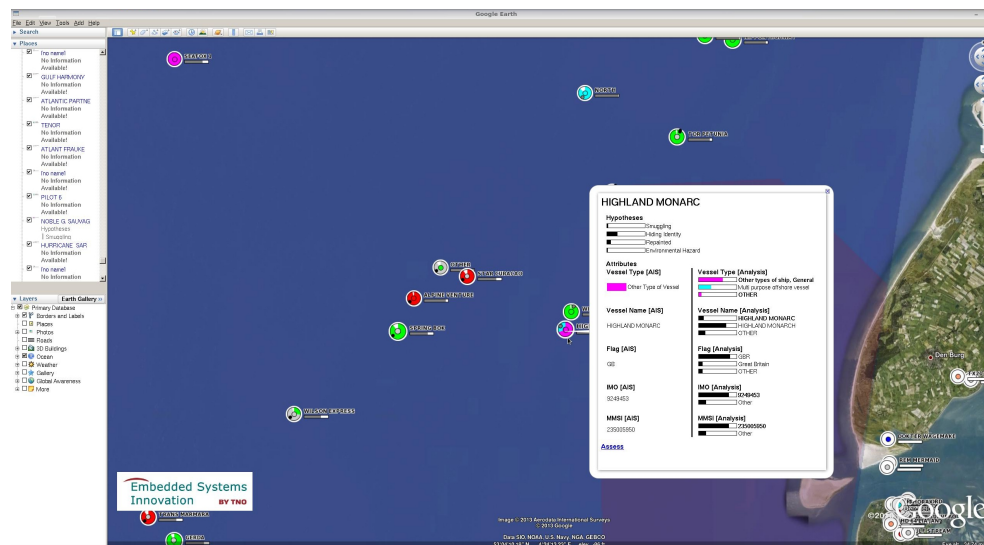 Google Earth
File Edit View Tools Add Help
Search
Places
!no name!
No Information
Available!
GULF HARMONY
No Information
Available!
ATLANTIC PARTNE
No Information
Available!
TENOR
No Information
Available!
ATLANT FRAUKE
No Information
Available!
!no name!
No Information
Available!
PILOT 6
No Information
Available!
NOBLE G. SAUVAG
Hypotheses
Smuggling
HURRICANE SAR
No Information
Available!
!no name!
No Information
Layers
Earth Gallery »
Primary Database
Borders and Labels
Places
Photos
Roads
3D Buildings
Ocean
Weather
Gallery
Global Awareness
More
NORTH
TOR PETUNIA
OTHER
STAR CURACAO
ALPINE VENTURE
SPRING BOK
WILSON EXPRESS
TRANS MARMARA
GERDA
HIGHLAND MONARC
Hypotheses
Smuggling
Hiding Identity
Repainted
Environmental Hazard
Attributes
Vessel Type [AIS]
Other Type of Vessel
Vessel Type [Analysis]
Other types of ship, General
Multi purpose offshore vessel
OTHER
Vessel Name [AIS]
HIGHLAND MONARC
Vessel Name [Analysis]
HIGHLAND MONARC
HIGHLAND MONARCH
OTHER
Flag [AIS]
GB
Flag [Analysis]
GBR
Great Britain
OTHER
IMO [AIS]
9249453
IMO [Analysis]
9249453
Other
MMSI [AIS]
235005950
MMSI [Analysis]
235005950
Other
Assess
Den Burg
DOKTER WAGEMAKE
REM HERMAID
Embedded Systems
Innovation BY TNO
Image © 2013 Aerodata International Surveys
© 2013 Google
Data SIO, NOAA, U.S. Navy, NGA, GEBCO
Google